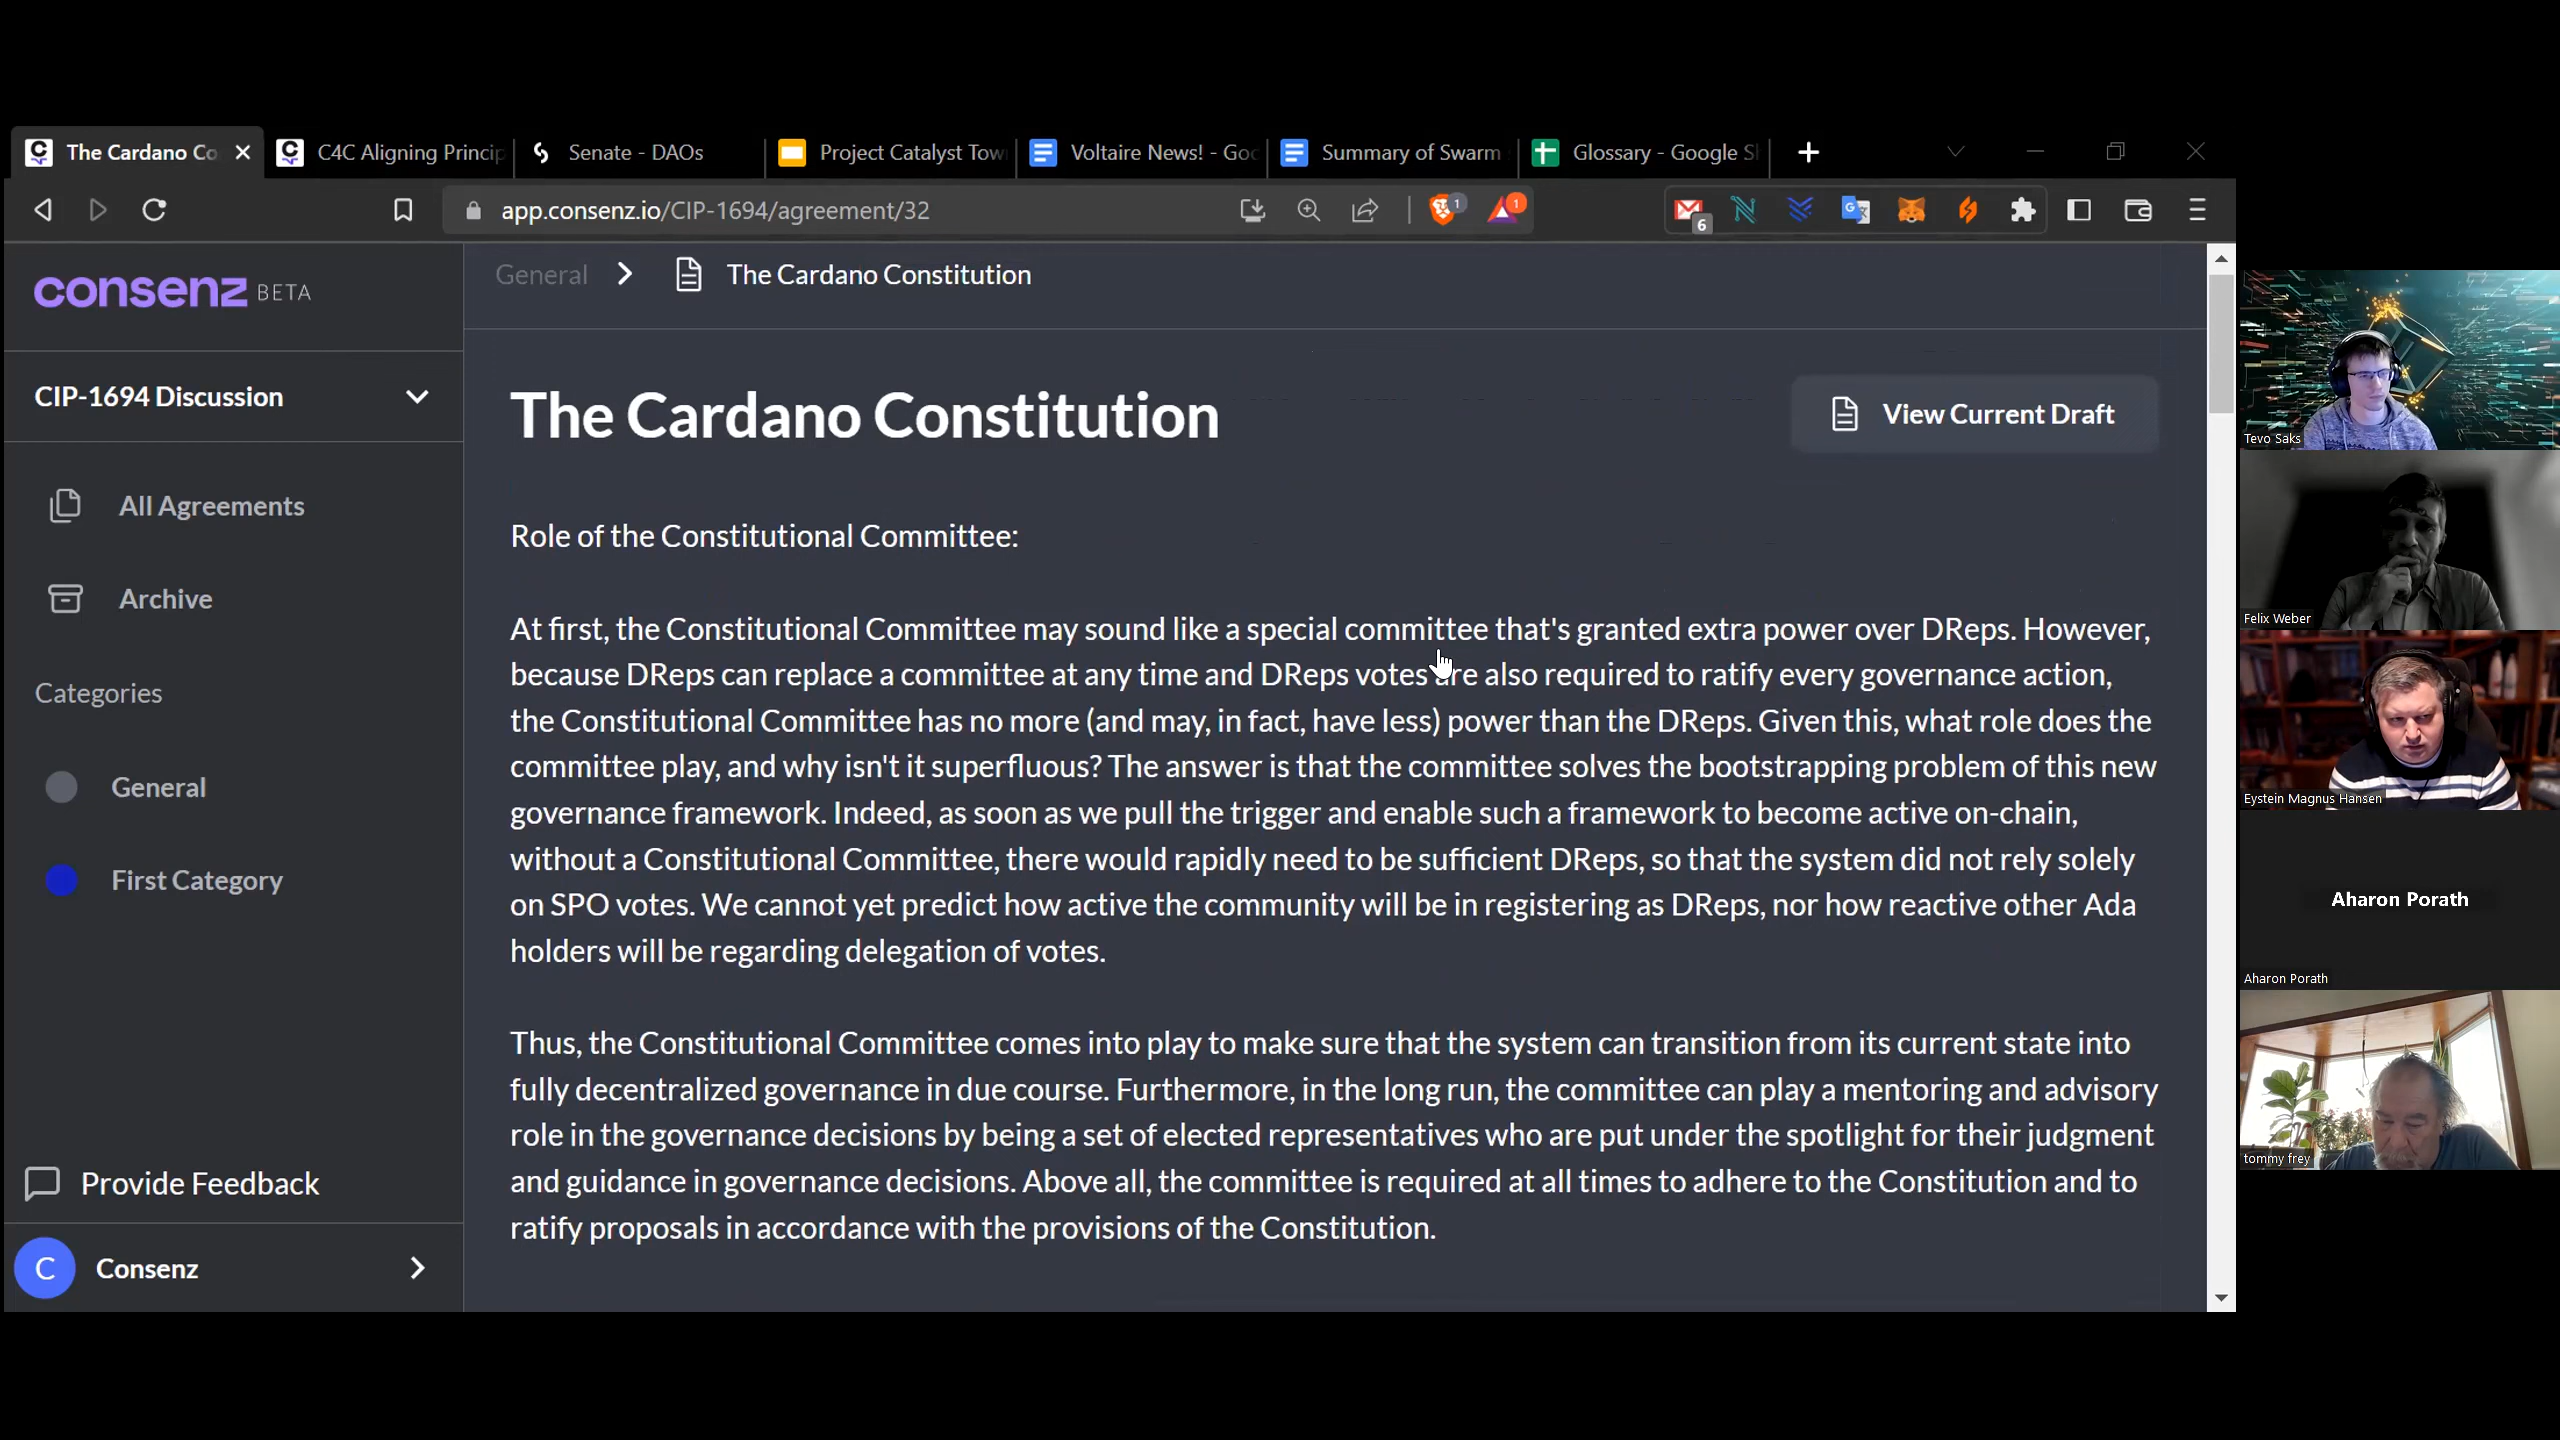 The Cardano Co
C4C Aligning Princip
Senate - DAOs
Project Catalyst Tow
Voltaire News! - Goo
Summary of Swarm
Glossary - Google Sh
app.consenz.io/CIP-1694/agreement/32
1
1
6
consenz BETA
General
The Cardano Constitution
CIP-1694 Discussion
All Agreements
Archive
Categories
General
First Category
Provide Feedback
C
Consenz
The Cardano Constitution
View Current Draft
Role of the Constitutional Committee:
At first, the Constitutional Committee may sound like a special committee that's granted extra power over DReps. However,
because DReps can replace a committee at any time and DReps votes are also required to ratify every governance action,
the Constitutional Committee has no more (and may, in fact, have less) power than the DReps. Given this, what role does the
committee play, and why isn't it superfluous? The answer is that the committee solves the bootstrapping problem of this new
governance framework. Indeed, as soon as we pull the trigger and enable such a framework to become active on-chain,
without a Constitutional Committee, there would rapidly need to be sufficient DReps, so that the system did not rely solely
on SPO votes. We cannot yet predict how active the community will be in registering as DReps, nor how reactive other Ada
holders will be regarding delegation of votes.
Thus, the Constitutional Committee comes into play to make sure that the system can transition from its current state into
fully decentralized governance in due course. Furthermore, in the long run, the committee can play a mentoring and advisory
role in the governance decisions by being a set of elected representatives who are put under the spotlight for their judgment
and guidance in governance decisions. Above all, the committee is required at all times to adhere to the Constitution and to
ratify proposals in accordance with the provisions of the Constitution.
Tevo Saks
Felix Weber
Eystein Magnus Hansen
Aharon Porath
Aharon Porath
tommy frey